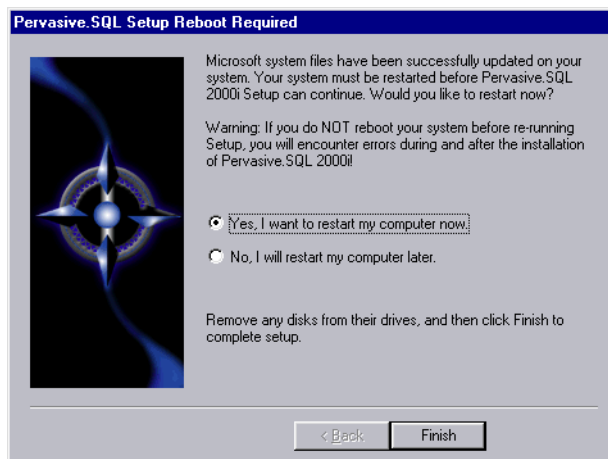 Pervasive.SQL Setup Reboot Required
Microsoft system files have been successfully updated on your
system. Your system must be restarted before Pervasive.SQL
2000i Setup can continue. Would you like to restart now?
Warning: If you do NOT reboot your system before re-running
Setup, you will encounter errors during and after the installation
of Pervasive.SQL 2000i!
Yes, I want to restart my computer now.
No, I will restart my computer later.
Remove any disks from their drives, and then click Finish to
complete setup.
< Back
Finish